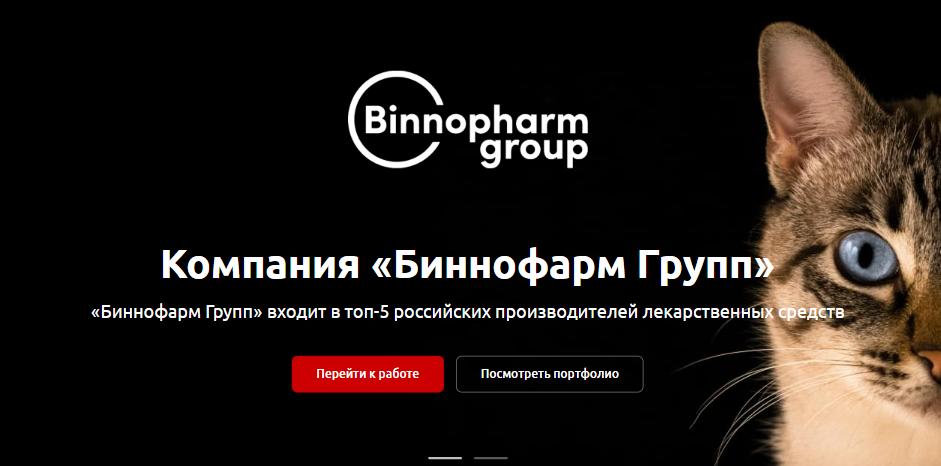 Binnopharm
group
Компания «Биннофарм Групп»
«Биннофарм Групп» входит в топ-5 российских производителей лекарственных средств
Перейти к работе
Посмотреть портфолио